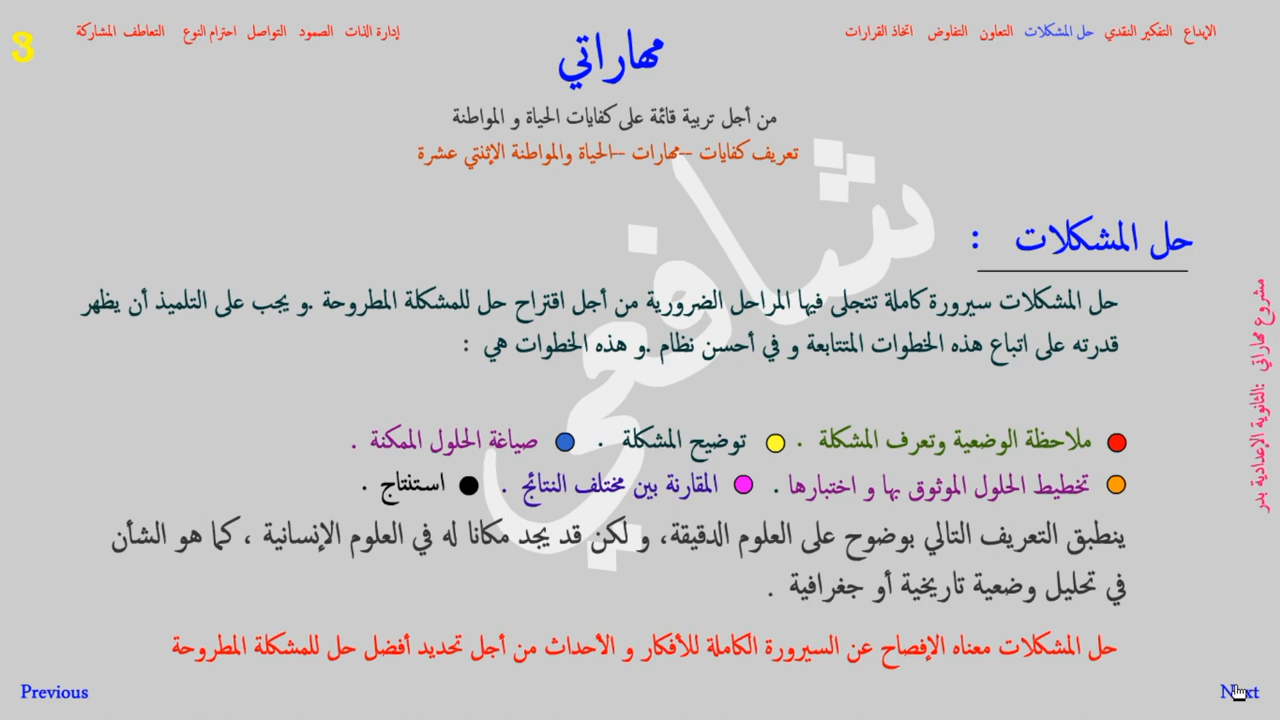 3
الإبداع التفكير النقدي حل المشكلات التعاون التفاوض اتخاذ القرارات
إدارة الذات الصمود التواصل احترام النوع التعاطف المشاركة
مهاراتي
من أجل تربية قائمة على كفايات الحياة و المواطنة
تعريف كفايات –مهارات –الحياة والمواطنة الإثنتي عشرة
شافعي
حل المشكلات :
حل المشكلات سيرورة كاملة تتجلى فيها المراحل الضرورية من أجل اقتراح حل للمشكلة المطروحة .و يجب على التلميذ أن يظهر
قدرته على اتباع هذه الخطوات المتتابعة و في أحسن نظام .و هذه الخطوات هي :
ملاحظة الوضعية وتعرف المشكلة . توضيح المشكلة . صياغة الحلول الممكنة .
تخطيط الحلول الموثوق بها و اختبارها . المقارنة بين مختلف النتائج . استنتاج .
ينطبق التعريف التالي بوضوح على العلوم الدقيقة، و لكن قد يجد مكانا له في العلوم الإنسانية ، كما هو الشأن
في تحليل وضعية تاريخية أو جغرافية .
حل المشكلات معناه الإفصاح عن السيرورة الكاملة للأفكار و الأحداث من أجل تحديد أفضل حل للمشكلة المطروحة
مشروع مهاراتي :الثانوية الإعدادية بدر
Previous
Next